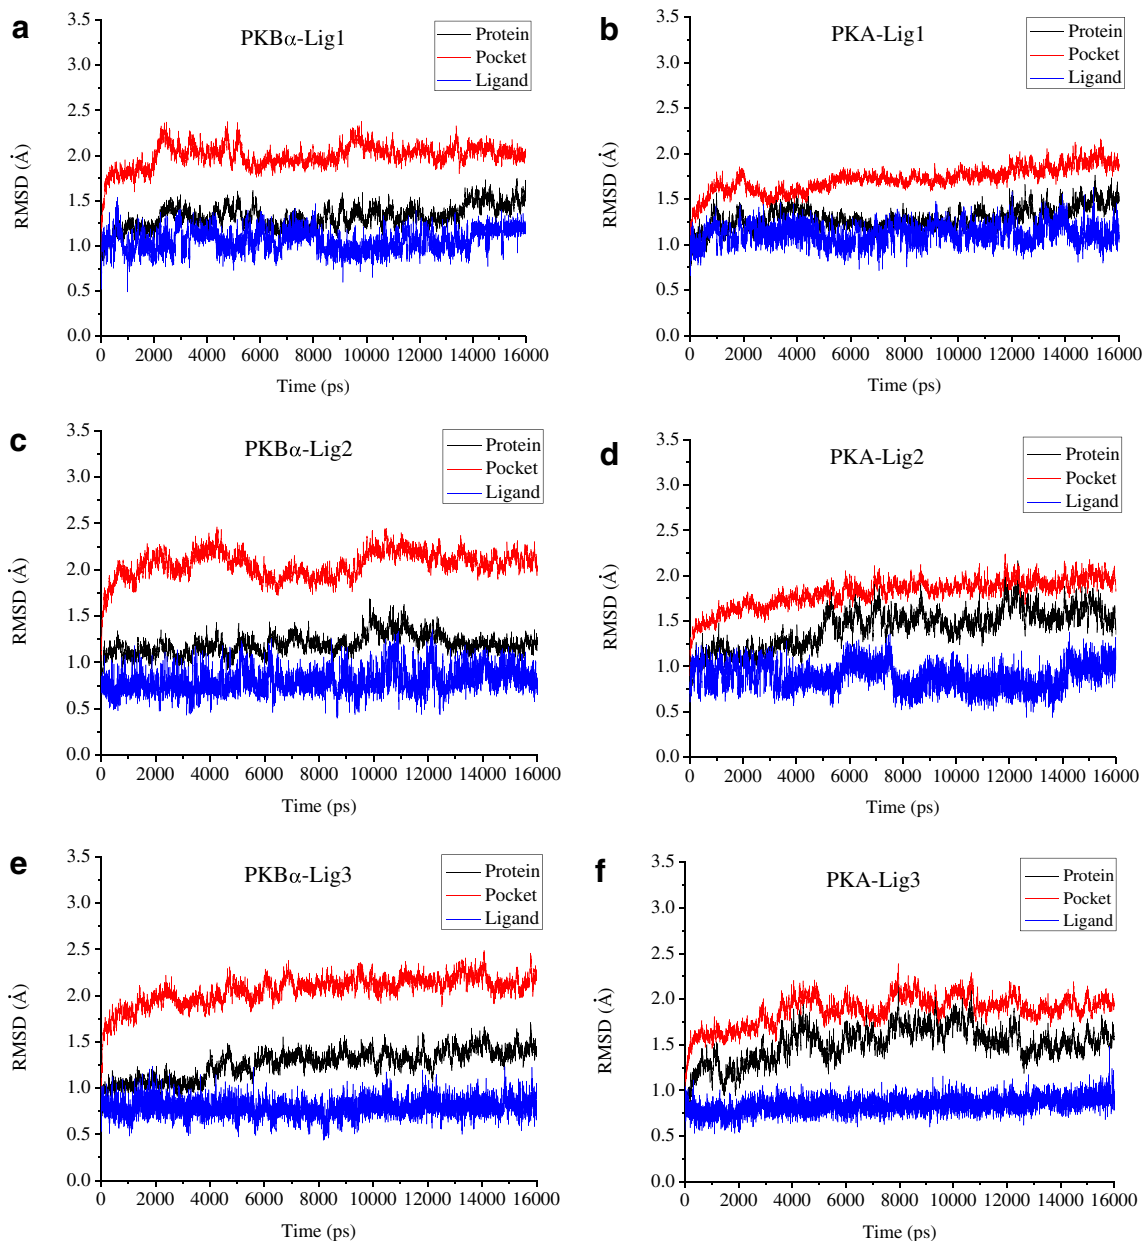 a
PKBα-Lig1
Protein
Pocket
Ligand
3.5
3.0
2.5
2.0
1.5
1.0
0.5
0.0
RMSD (Å)
0 2000 4000 6000 8000 10000 12000 14000 16000
Time (ps)
b
PKA-Lig1
Protein
Pocket
Ligand
3.5
3.0
2.5
2.0
1.5
1.0
0.5
0.0
RMSD (Å)
0 2000 4000 6000 8000 10000 12000 14000 16000
Time (ps)
c
PKBα-Lig2
Protein
Pocket
Ligand
3.5
3.0
2.5
2.0
1.5
1.0
0.5
0.0
RMSD (Å)
0 2000 4000 6000 8000 10000 12000 14000 16000
Time (ps)
d
PKA-Lig2
Protein
Pocket
Ligand
3.5
3.0
2.5
2.0
1.5
1.0
0.5
0.0
RMSD (Å)
0 2000 4000 6000 8000 10000 12000 14000 16000
Time (ps)
e
PKBα-Lig3
Protein
Pocket
Ligand
3.5
3.0
2.5
2.0
1.5
1.0
0.5
0.0
RMSD (Å)
0 2000 4000 6000 8000 10000 12000 14000 16000
Time (ps)
f
PKA-Lig3
Protein
Pocket
Ligand
3.5
3.0
2.5
2.0
1.5
1.0
0.5
0.0
RMSD (Å)
0 2000 4000 6000 8000 10000 12000 14000 16000
Time (ps)